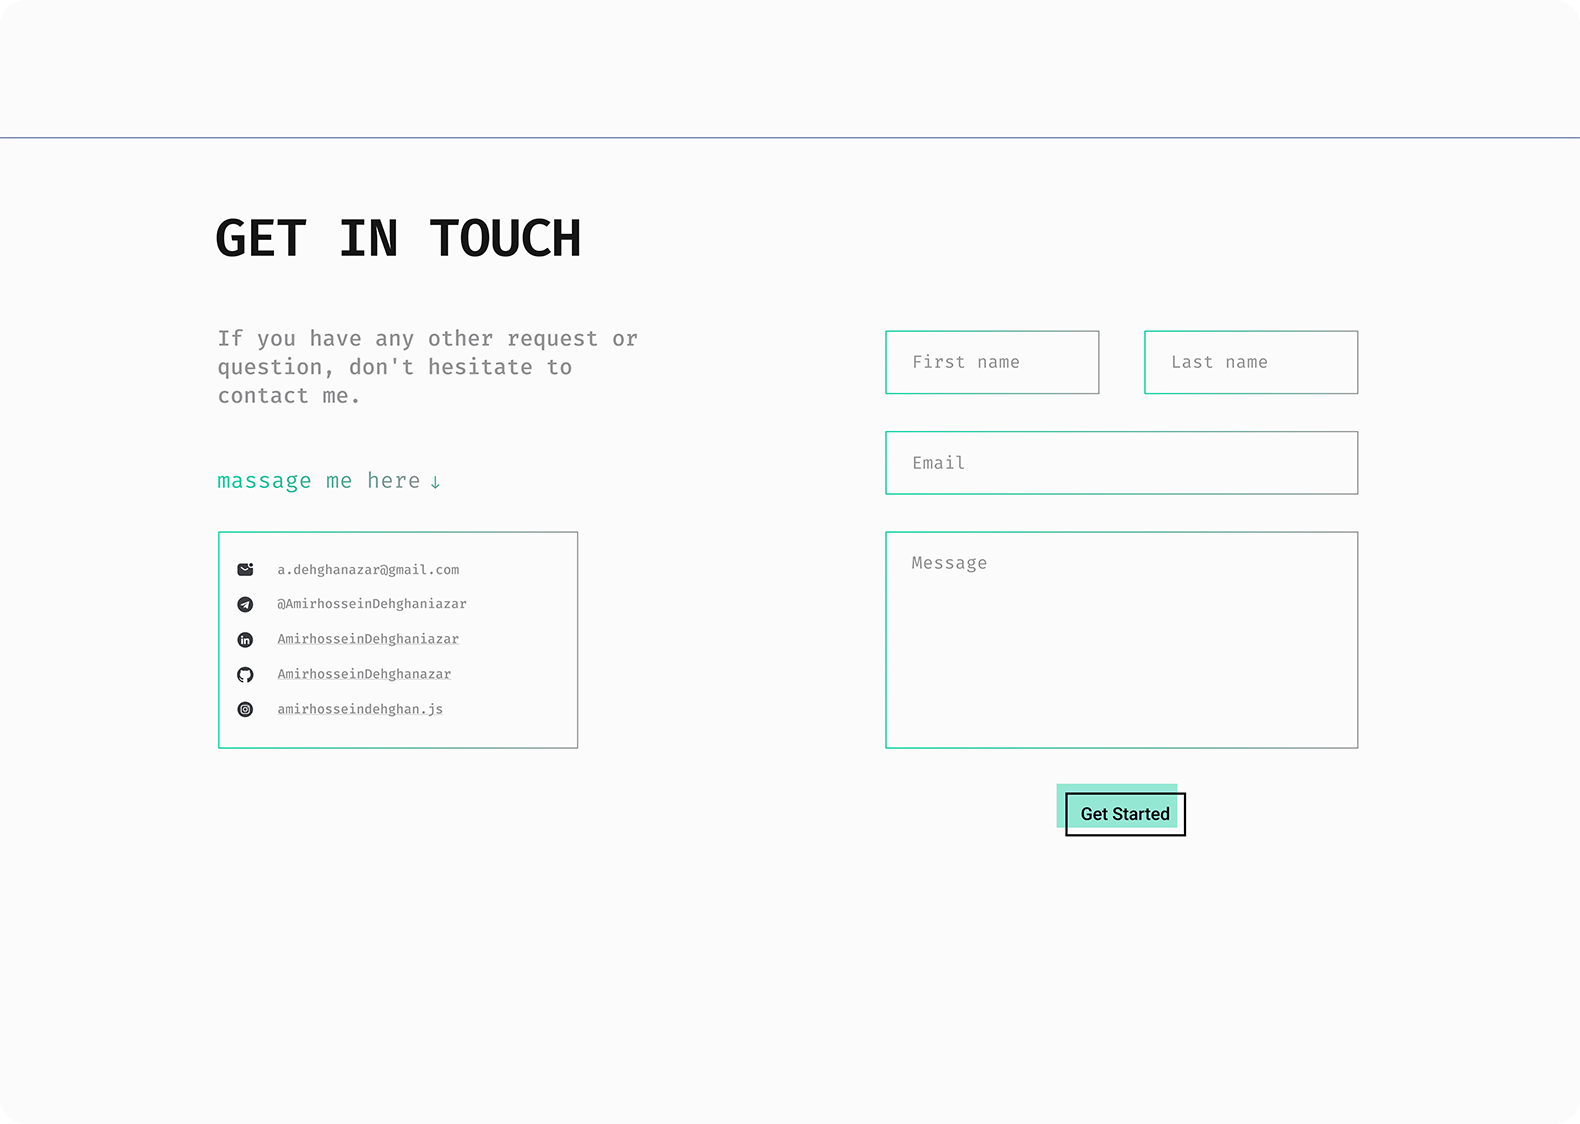 GET IN TOUCH
If you have any other request or
question, don't hesitate to
contact me.
massage me here ↓
a.dehghanazar@gmail.com
@AmirhosseinDehghaniazar
AmirhosseinDehghaniazar
AmirhosseinDehghanazar
amirhosseindehghan.js
First name
Last name
Email
Message
Get Started